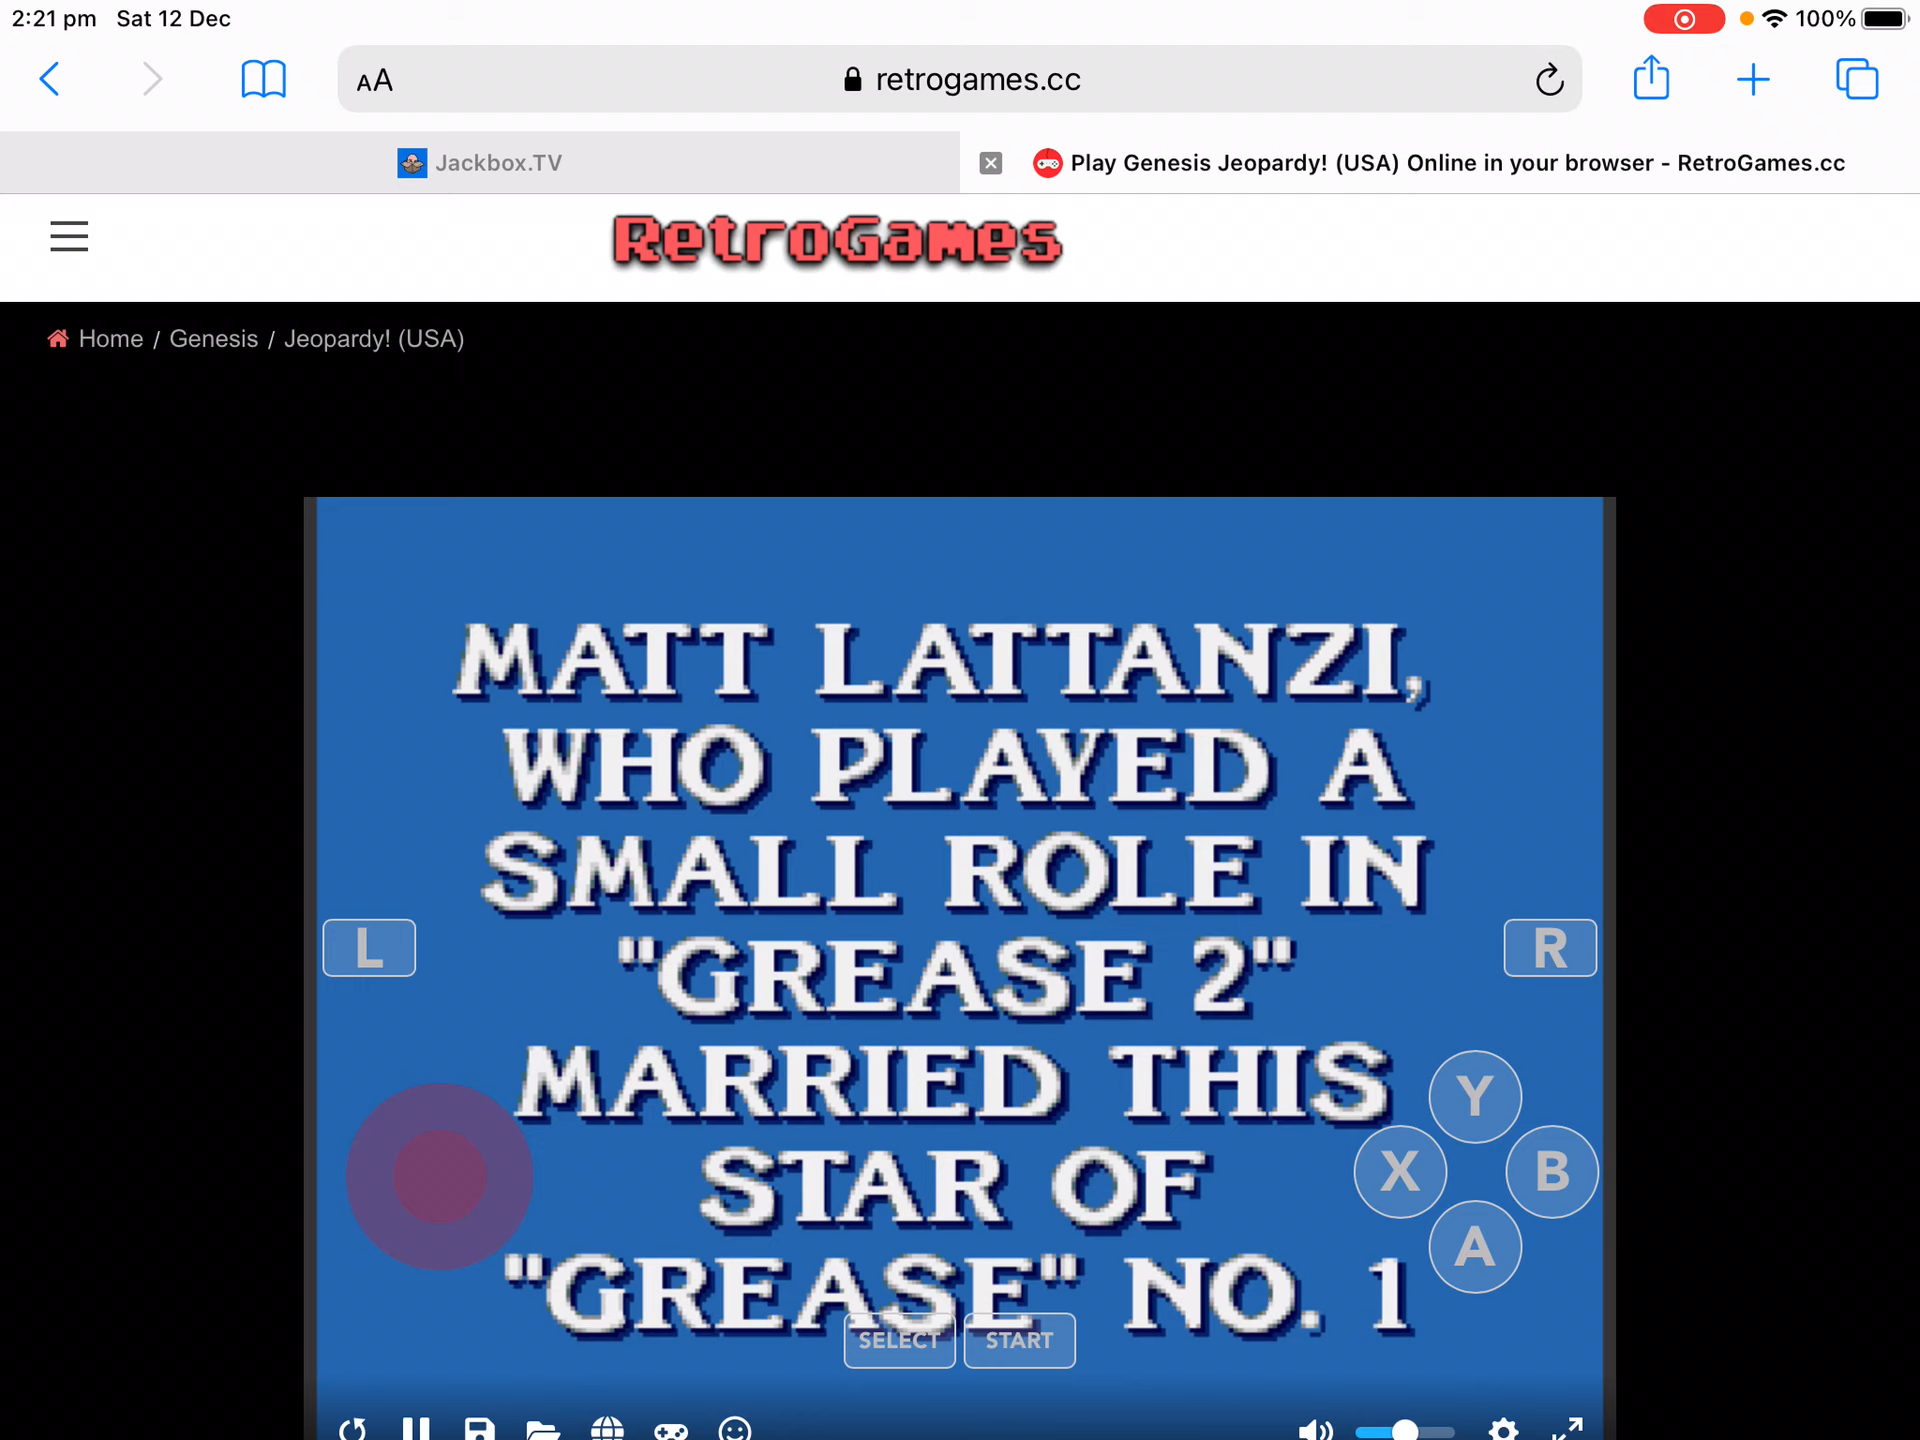 2:21 pm Sat 12 Dec 100%
AA retrogames.cc
Jackbox.TV
Play Genesis Jeopardy! (USA) Online in your browser - RetroGames.cc
RetroGames
Home / Genesis / Jeopardy! (USA)
MATT LATTANZI,
WHO PLAYED A
SMALL ROLE IN
"GREASE 2"
MARRIED THIS
STAR OF
"GREASE" NO. 1
L
R
Y
X B
A
SELECT START